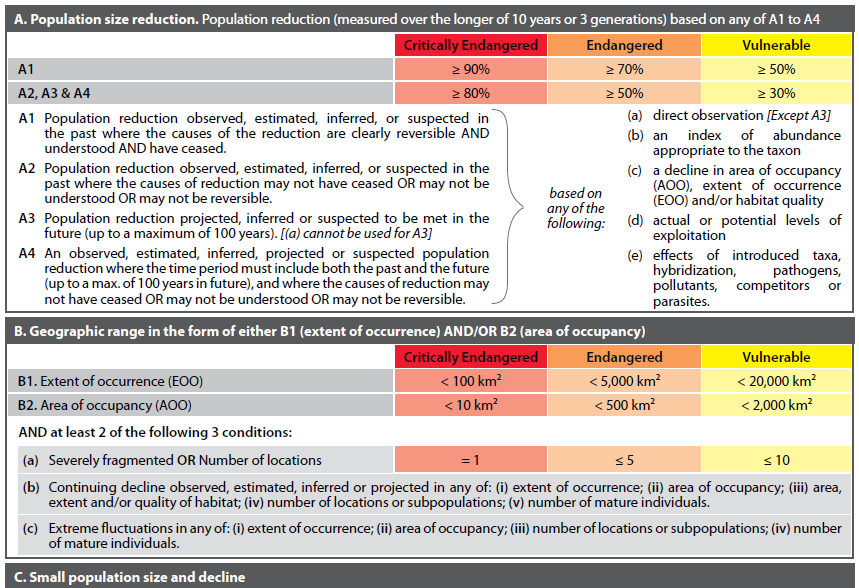 A. Population size reduction. Population reduction (measured over the longer of 10 years or 3 generations) based on any of A1 to A4
Critically Endangered Endangered Vulnerable
A1 ≥ 90% ≥ 70% ≥ 50%
A2, A3 & A4 ≥ 80% ≥ 50% ≥ 30%
A1 Population reduction observed, estimated, inferred, or suspected in
the past where the causes of the reduction are clearly reversible AND
understood AND have ceased.
A2 Population reduction observed, estimated, inferred, or suspected in the
past where the causes of reduction may not have ceased OR may not be
understood OR may not be reversible.
A3 Population reduction projected, inferred or suspected to be met in the
future (up to a maximum of 100 years). [(a) cannot be used for A3]
A4 An observed, estimated, inferred, projected or suspected population
reduction where the time period must include both the past and the future
(up to a max. of 100 years in future), and where the causes of reduction may
not have ceased OR may not be understood OR may not be reversible.
based on
any of the
following:
(a) direct observation [Except A3]
(b) an index of abundance
appropriate to the taxon
(c) a decline in area of occupancy
(AOO), extent of occurrence
(EOO) and/or habitat quality
(d) actual or potential levels of
exploitation
(e) effects of introduced taxa,
hybridization, pathogens,
pollutants, competitors or
parasites.
B. Geographic range in the form of either B1 (extent of occurrence) AND/OR B2 (area of occupancy)
Critically Endangered Endangered Vulnerable
B1. Extent of occurrence (EOO) < 100 km² < 5,000 km² < 20,000 km²
B2. Area of occupancy (AOO) < 10 km² < 500 km² < 2,000 km²
AND at least 2 of the following 3 conditions:
(a) Severely fragmented OR Number of locations = 1 ≤ 5 ≤ 10
(b) Continuing decline observed, estimated, inferred or projected in any of: (i) extent of occurrence; (ii) area of occupancy; (iii) area,
extent and/or quality of habitat; (iv) number of locations or subpopulations; (v) number of mature individuals.
(c) Extreme fluctuations in any of: (i) extent of occurrence; (ii) area of occupancy; (iii) number of locations or subpopulations; (iv) number
of mature individuals.
C. Small population size and decline